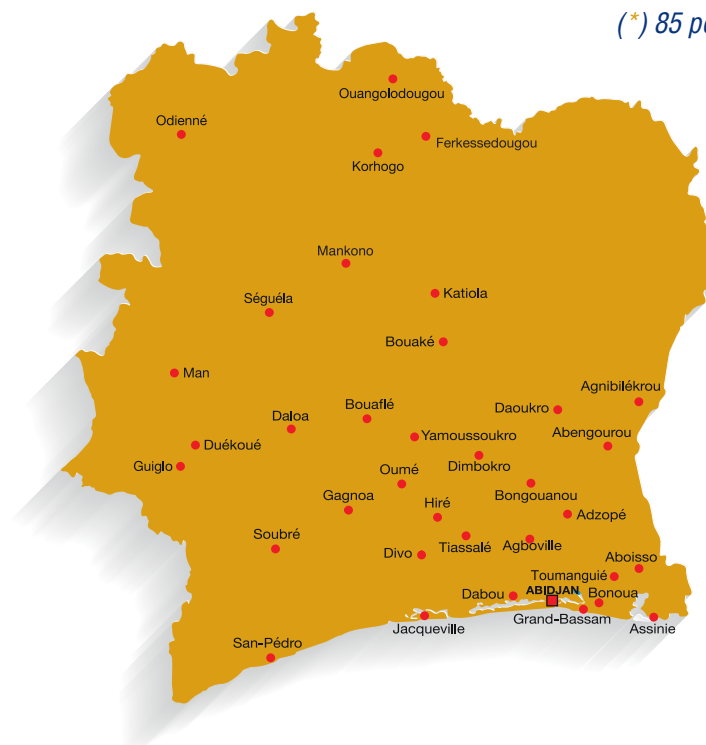 (*) 85 p
Ouangolodougou
Odienné
Ferkessedougou
Korhogo
Mankono
Katiola
Séguéla
Bouaké
Man
Agnibilékrou
Bouaflé
Daoukro
Daloa
Yamoussoukro
Abengourou
Duékoué
Guiglo
Oumé
Dimbokro
Bongouanou
Gagnoa
Hiré
Adzopé
Soubré
Divo
Tiassalé
Agboville
Aboisso
Toumanguié
ABIDJAN
Dabou
Bonoua
Jacqueville
Grand-Bassam
Assinie
San-Pédro